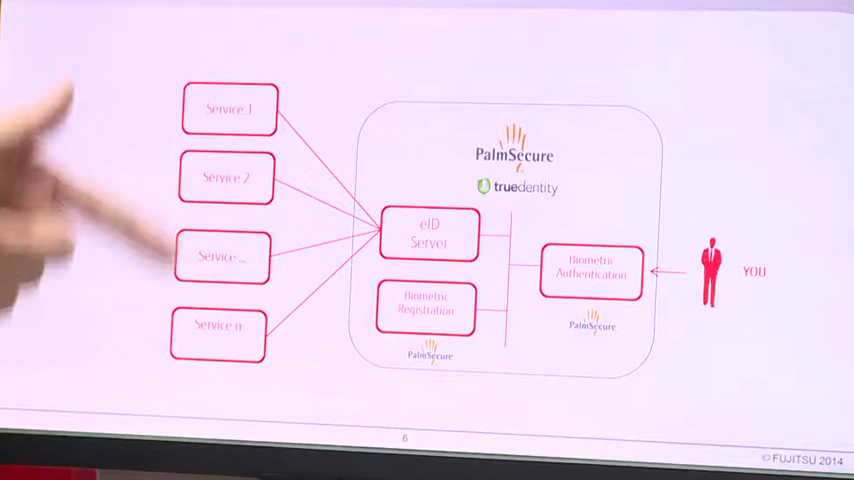 Service 1
Service 2
Service ...
Service n
PalmSecure
truedentity
eID
Server
Biometric
Registration
PalmSecure
Biometric
Authentication
PalmSecure
YOU
6
© FUJITSU 2014